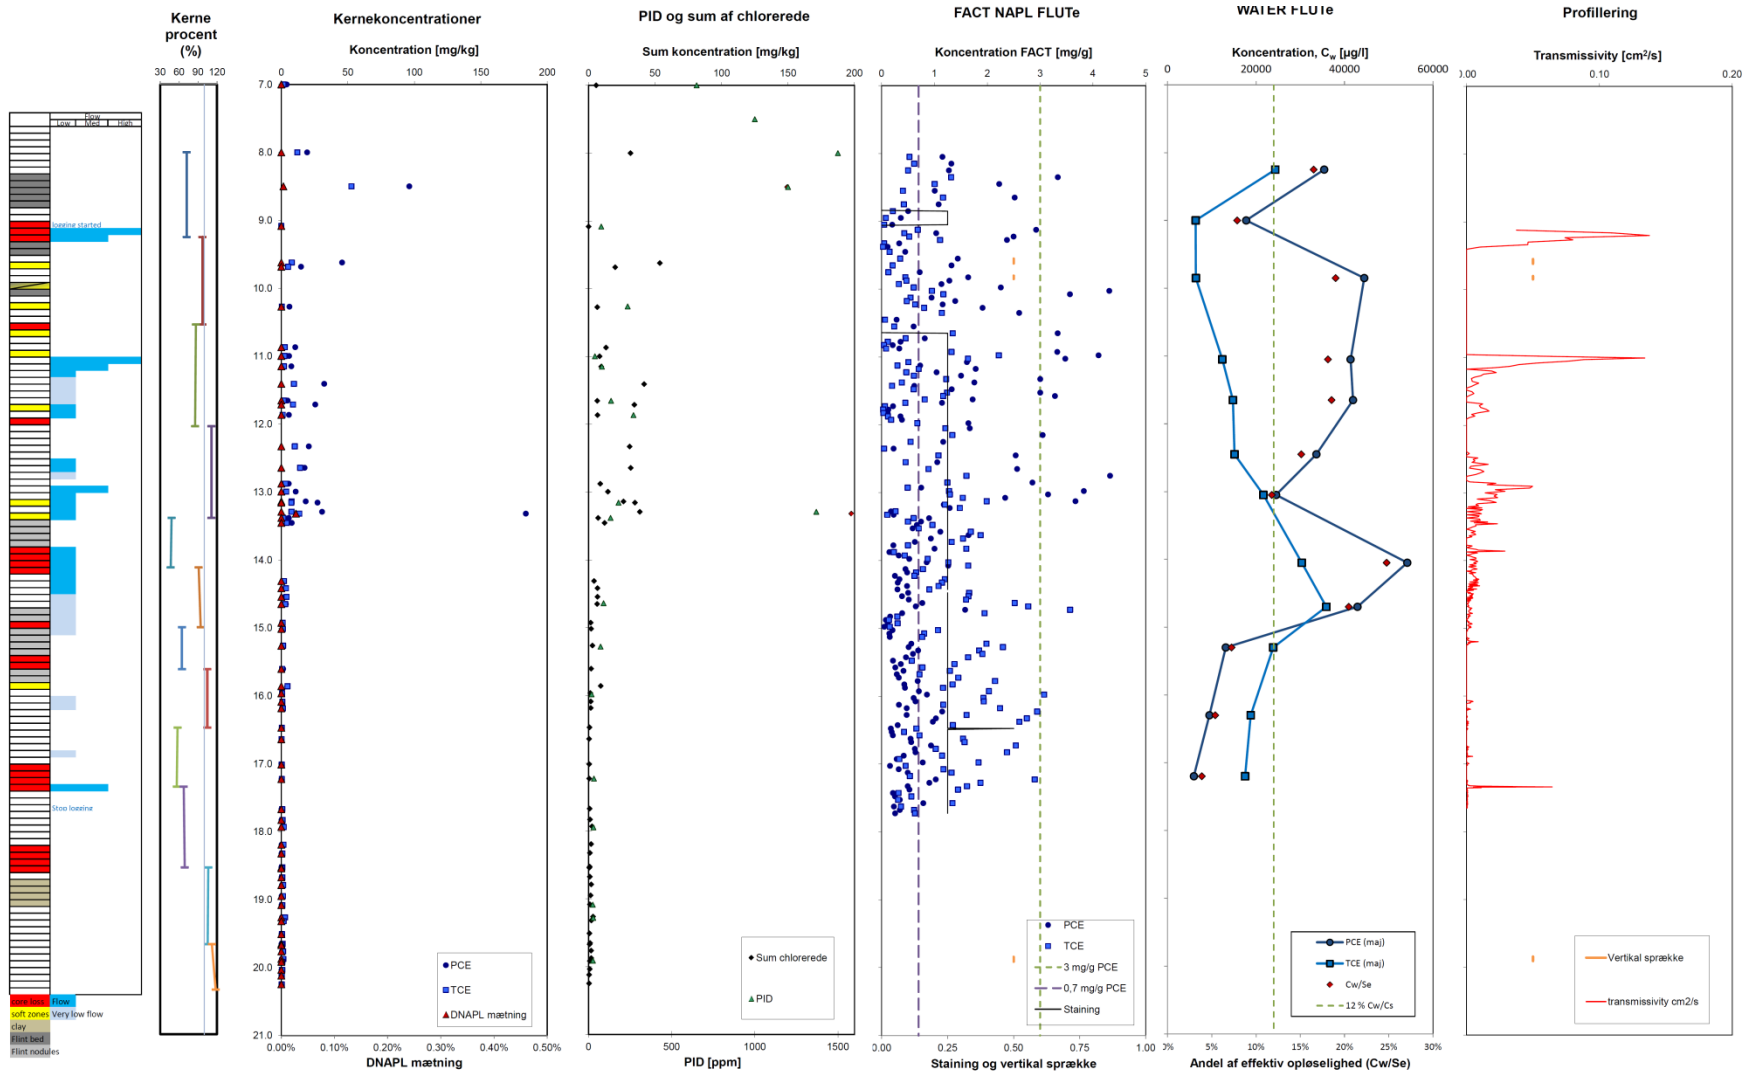 Kerne
procent
(%)
30 60 90 120
Flow
Low Med High
logging started
Stop logging
core loss Flow
soft zones Very low flow
clay
Flint bed
Flint nodules
Kernekoncentrationer
Koncentration [mg/kg]
0 50 100 150 200
7.0
8.0
9.0
10.0
11.0
12.0
13.0
14.0
15.0
16.0
17.0
18.0
19.0
20.0
21.0
PCE
TCE
DNAPL mætning
0.00% 0.10% 0.20% 0.30% 0.40% 0.50%
DNAPL mætning
PID og sum af chlorerede
Sum koncentration [mg/kg]
0 50 100 150 200
Sum chlorerede
PID
0 500 1000 1500
PID [ppm]
FACT NAPL FLUTe
Koncentration FACT [mg/g]
0 1 2 3 4 5
PCE
TCE
3 mg/g PCE
0,7 mg/g PCE
Staining
0.00 0.25 0.50 0.75 1.00
Staining og vertikal sprække
WATER FLUTe
Koncentration, Cw [µg/l]
0 20000 40000 60000
PCE (maj)
TCE (maj)
Cw/Se
12 % Cw/Cs
0% 5% 10% 15% 20% 25% 30%
Andel af effektiv opløselighed (Cw/Se)
Profillering
Transmissivity [cm²/s]
0.00 0.10 0.20
Vertikal sprække
transmissivity cm2/s